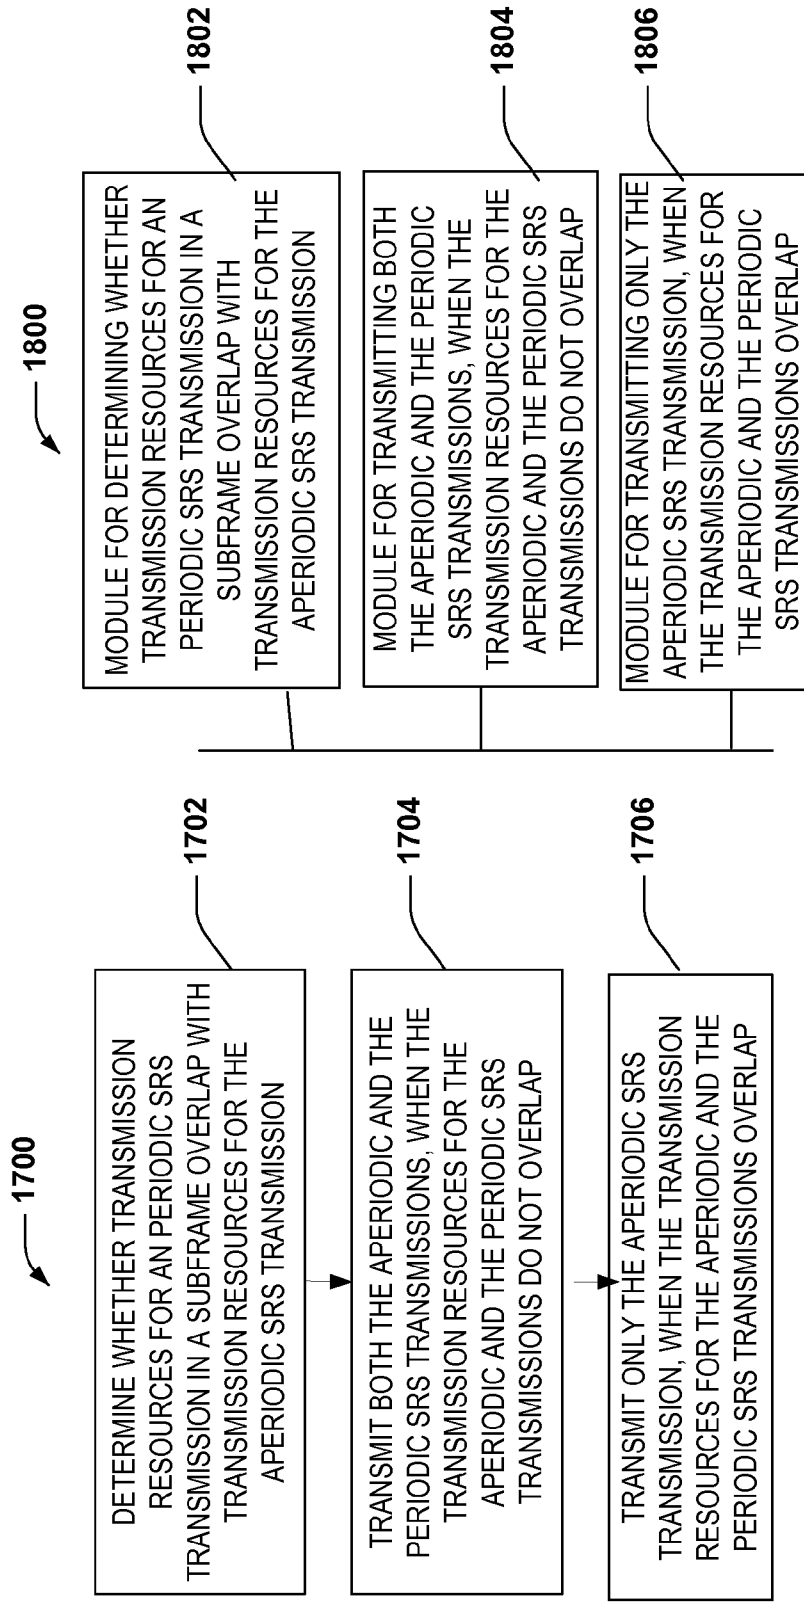 1700
DETERMINE WHETHER TRANSMISSION
RESOURCES FOR AN PERIODIC SRS
TRANSMISSION IN A SUBFRAME OVERLAP WITH
TRANSMISSION RESOURCES FOR THE
APERIODIC SRS TRANSMISSION
1702
TRANSMIT BOTH THE APERIODIC AND THE
PERIODIC SRS TRANSMISSIONS, WHEN THE
TRANSMISSION RESOURCES FOR THE
APERIODIC AND THE PERIODIC SRS
TRANSMISSIONS DO NOT OVERLAP
1704
TRANSMIT ONLY THE APERIODIC SRS
TRANSMISSION, WHEN THE TRANSMISSION
RESOURCES FOR THE APERIODIC AND THE
PERIODIC SRS TRANSMISSIONS OVERLAP
1706
1800
MODULE FOR DETERMINING WHETHER
TRANSMISSION RESOURCES FOR AN
PERIODIC SRS TRANSMISSION IN A
SUBFRAME OVERLAP WITH
TRANSMISSION RESOURCES FOR THE
APERIODIC SRS TRANSMISSION
1802
MODULE FOR TRANSMITTING BOTH
THE APERIODIC AND THE PERIODIC
SRS TRANSMISSIONS, WHEN THE
TRANSMISSION RESOURCES FOR THE
APERIODIC AND THE PERIODIC SRS
TRANSMISSIONS DO NOT OVERLAP
1804
MODULE FOR TRANSMITTING ONLY THE
APERIODIC SRS TRANSMISSION, WHEN
THE TRANSMISSION RESOURCES FOR
THE APERIODIC AND THE PERIODIC
SRS TRANSMISSIONS OVERLAP
1806